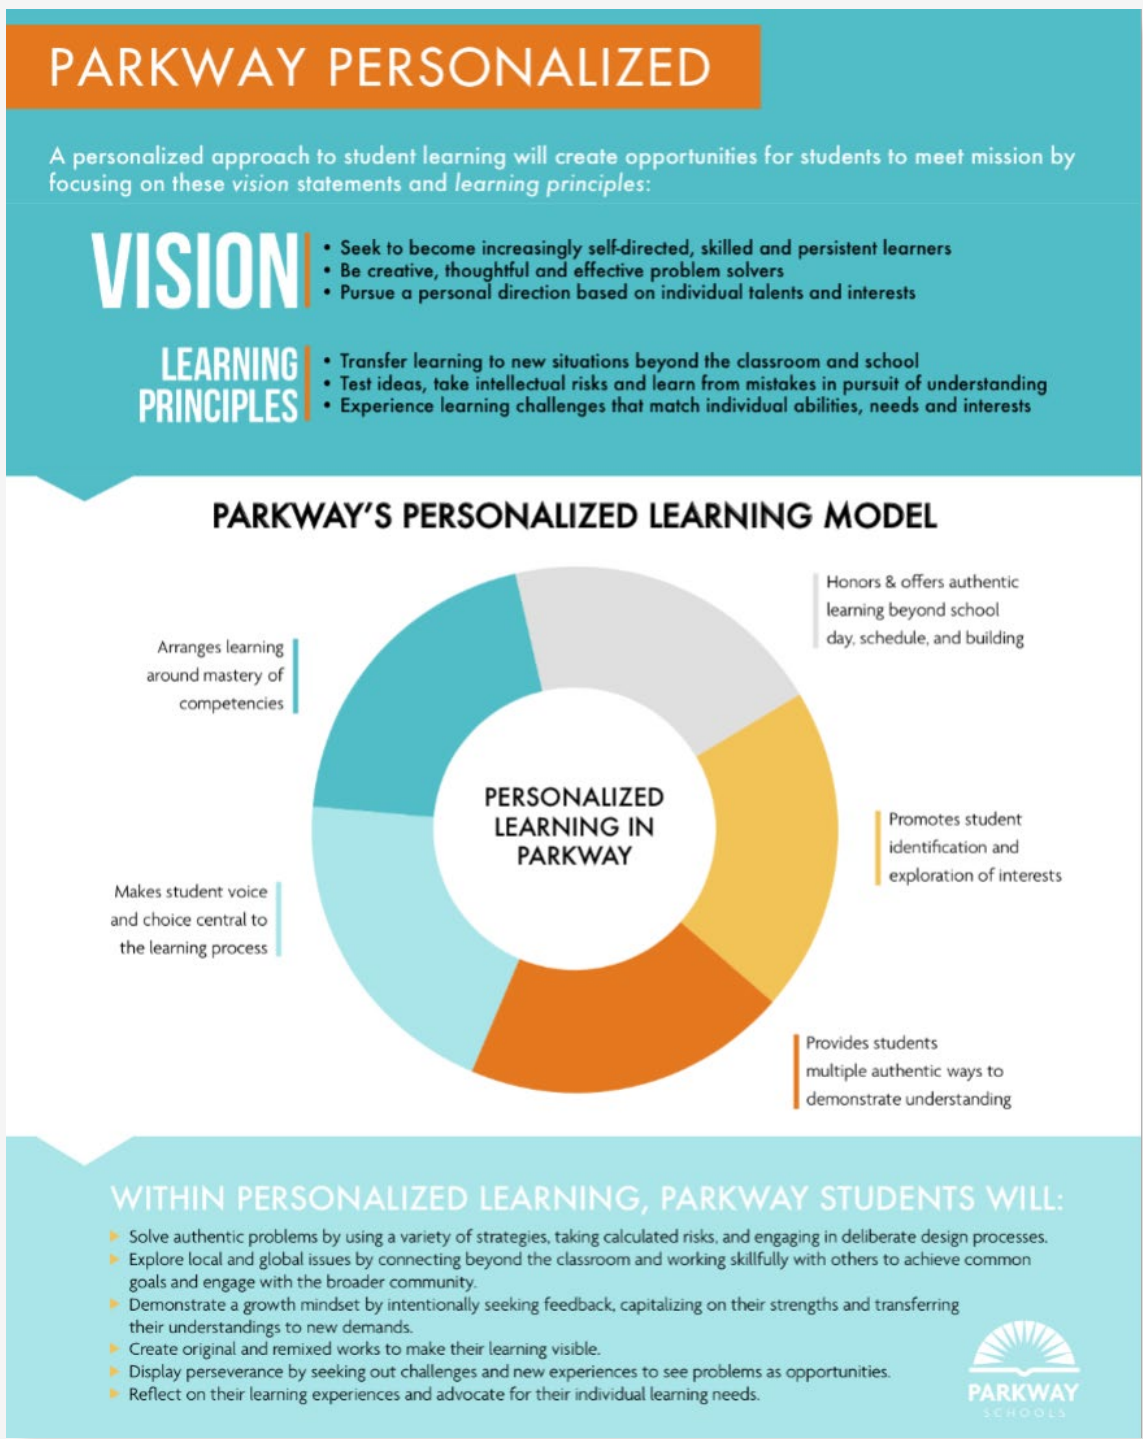 PARKWAY PERSONALIZED
A personalized approach to student learning will create opportunities for students to meet mission by
focusing on these vision statements and learning principles:
VISION
• Seek to become increasingly self-directed, skilled and persistent learners
• Be creative, thoughtful and effective problem solvers
• Pursue a personal direction based on individual talents and interests
LEARNING
PRINCIPLES
• Transfer learning to new situations beyond the classroom and school
• Test ideas, take intellectual risks and learn from mistakes in pursuit of understanding
• Experience learning challenges that match individual abilities, needs and interests
PARKWAY'S PERSONALIZED LEARNING MODEL
Honors & offers authentic
learning beyond school
day, schedule, and building
Arranges learning
around mastery of
competencies
PERSONALIZED
LEARNING IN
PARKWAY
Promotes student
identification and
exploration of interests
Makes student voice
and choice central to
the learning process
Provides students
multiple authentic ways to
demonstrate understanding
WITHIN PERSONALIZED LEARNING, PARKWAY STUDENTS WILL:
Solve authentic problems by using a variety of strategies, taking calculated risks, and engaging in deliberate design processes.
Explore local and global issues by connecting beyond the classroom and working skillfully with others to achieve common
goals and engage with the broader community.
Demonstrate a growth mindset by intentionally seeking feedback, capitalizing on their strengths and transferring
their understandings to new demands.
Create original and remixed works to make their learning visible.
Display perseverance by seeking out challenges and new experiences to see problems as opportunities.
Reflect on their learning experiences and advocate for their individual learning needs.
PARKWAY
SCHOOLS